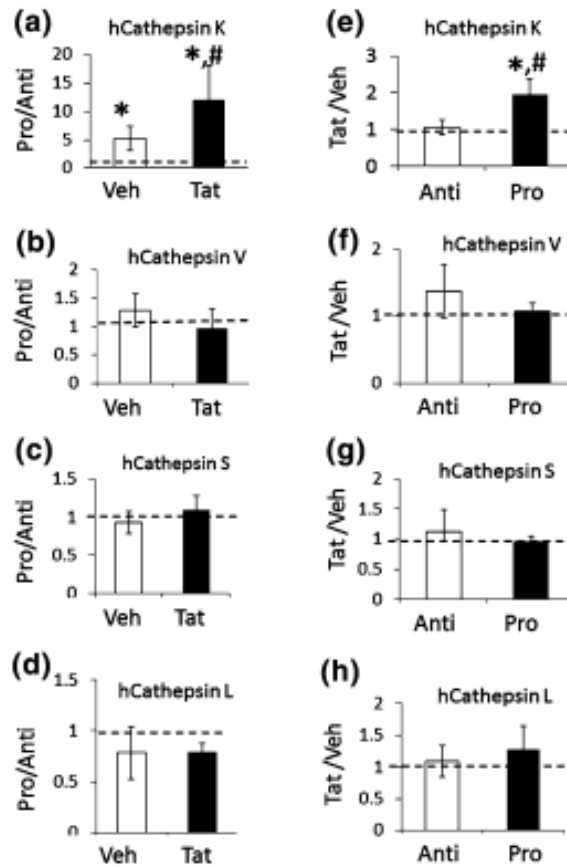 (a)
hCathepsin K
Pro/Anti
20
15
10
5
0
*
*,#
Veh Tat
(e)
hCathepsin K
Tat /Veh
3
2
1
0
*,#
Anti Pro
(b)
hCathepsin V
Pro/Anti
2
1.5
1
0.5
0
Veh Tat
(f)
hCathepsin V
Tat /Veh
2
1
0
Anti Pro
(c)
hCathepsin S
Pro/Anti
1.5
1
0.5
0
Veh Tat
(g)
hCathepsin S
Tat /Veh
2
1.5
1
0.5
0
Anti Pro
(d)
hCathepsin L
Pro/Anti
1.5
1
0.5
0
Veh Tat
(h)
hCathepsin L
Tat /Veh
2
1.5
1
0.5
0
Anti Pro